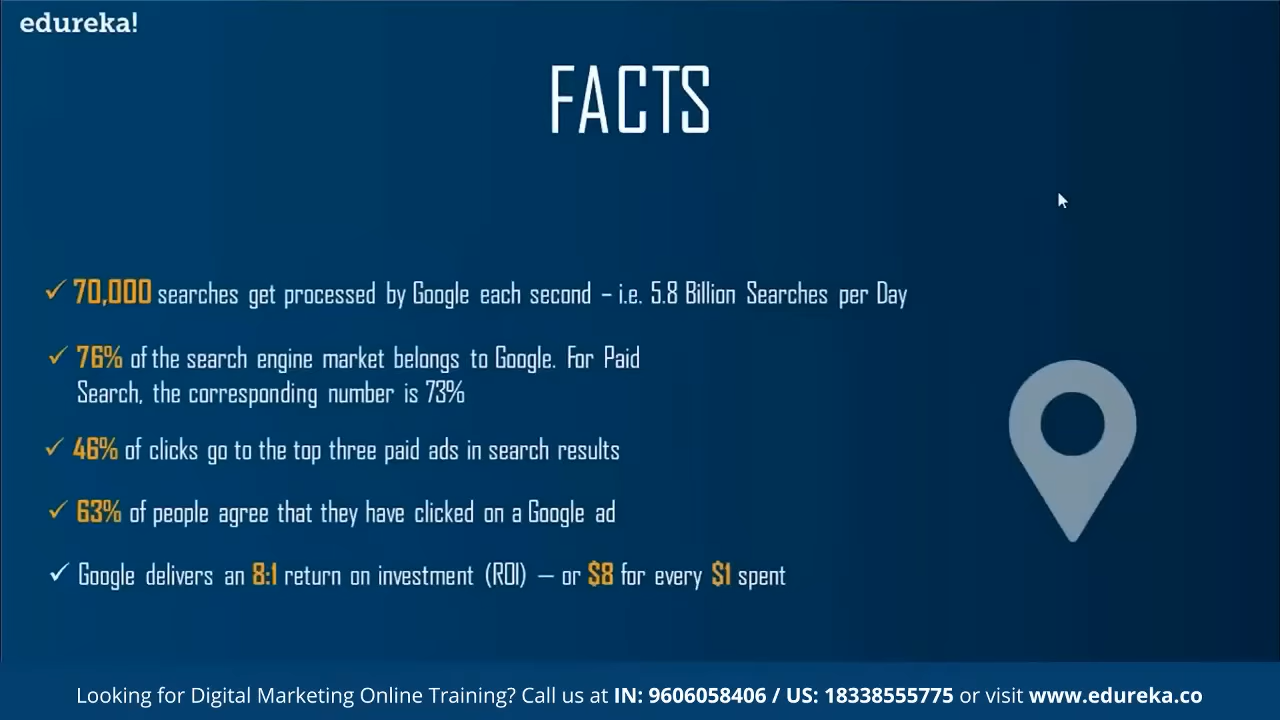 edureka!
FACTS
70,000 searches get processed by Google each second – i.e. 5.8 Billion Searches per Day
76% of the search engine market belongs to Google. For Paid
Search, the corresponding number is 73%
46% of clicks go to the top three paid ads in search results
63% of people agree that they have clicked on a Google ad
Google delivers an 8:1 return on investment (ROI) – or $8 for every $1 spent
Looking for Digital Marketing Online Training? Call us at IN: 9606058406 / US: 18338555775 or visit www.edureka.co